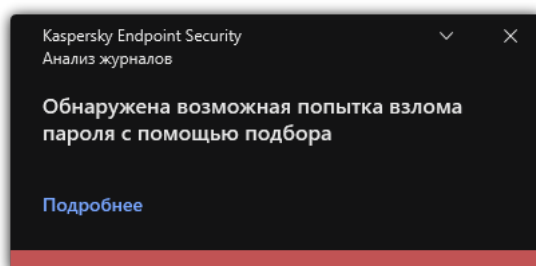 Kaspersky Endpoint Security
Анализ журналов
Обнаружена возможная попытка взлома
пароля с помощью подбора
Подробнее